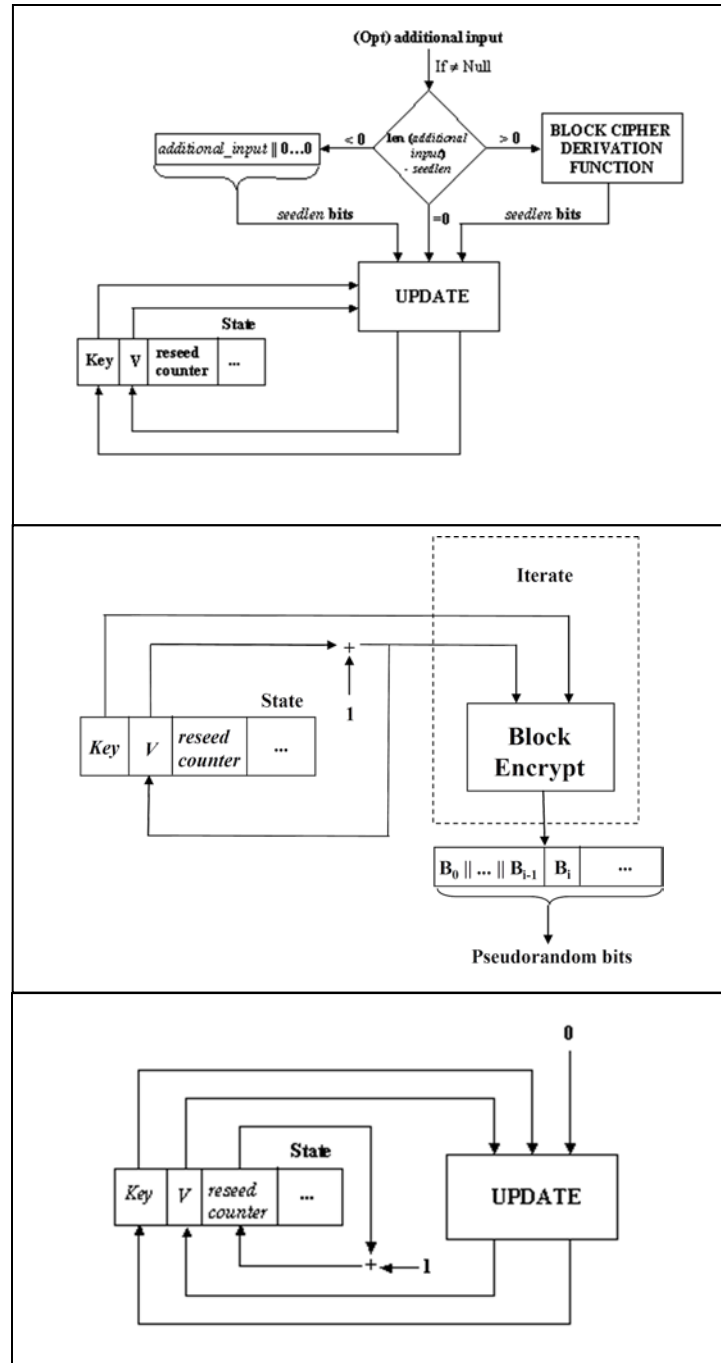 (Opt) additional input
If ≠ Null
additional_input || 0...0
< 0
len (additional
input)
- seedlen
> 0
BLOCK CIPHER
DERIVATION
FUNCTION
seedlen bits
=0
seedlen bits
UPDATE
State
Key
V
reseed
counter
...
Iterate
+
1
State
Key
V
reseed
counter
...
Block
Encrypt
B0 || ... || Bi-1
Bi
...
Pseudorandom bits
0
State
Key
V
reseed
counter
...
UPDATE
+
1